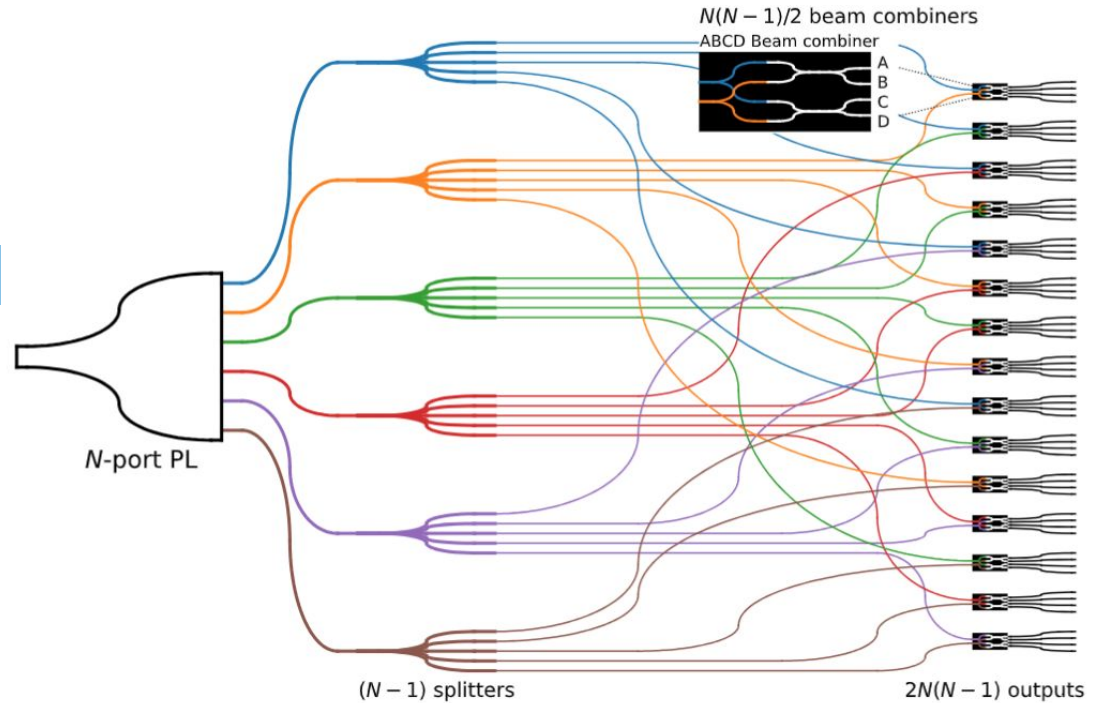 N(N − 1)/2 beam combiners
ABCD Beam combiner
A
B
C
D
N-port PL
(N − 1) splitters
2N(N − 1) outputs